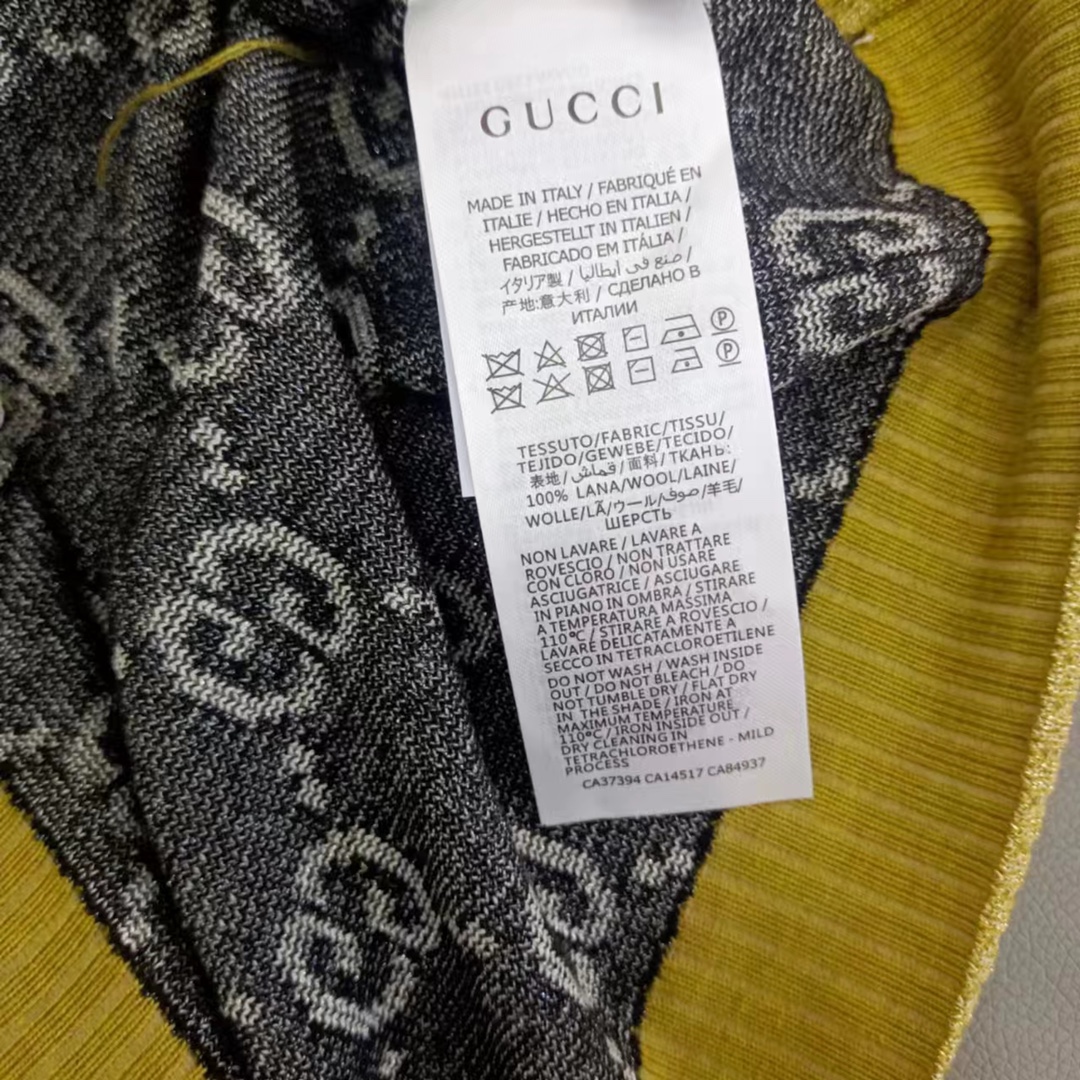 GUCCI
MADE IN ITALY / FABRIQUÉ EN
ITALIE / HECHO EN ITALIA /
HERGESTELLT IN ITALIEN /
FABRICADO EM ITÁLIA /
イタリア製 / صنع في إيطاليا /
产地:意大利 / СДЕЛАНО В
ИТАЛИИ
P
P
TESSUTO/FABRIC/TISSU/
TEJIDO/GEWEBE/TECIDO/
表地/قماش/面料/ТКАНЬ:
100% LANA/WOOL/LAINE/
WOLLE/LÃ/ウール/صوف/羊毛/
ШЕРСТЬ
NON LAVARE / LAVARE A
ROVESCIO / NON TRATTARE
CON CLORO / NON USARE
ASCIUGATRICE / ASCIUGARE
IN PIANO IN OMBRA / STIRARE
A TEMPERATURA MASSIMA
110°C / STIRARE A ROVESCIO /
LAVARE DELICATAMENTE A
SECCO IN TETRACLOROETILENE
DO NOT WASH / WASH INSIDE
OUT / DO NOT BLEACH / DO
NOT TUMBLE DRY / FLAT DRY
IN THE SHADE / IRON AT
MAXIMUM TEMPERATURE
110°C / IRON INSIDE OUT /
DRY CLEANING IN
TETRACHLOROETHENE - MILD
PROCESS
CA37394 CA14517 CA84937